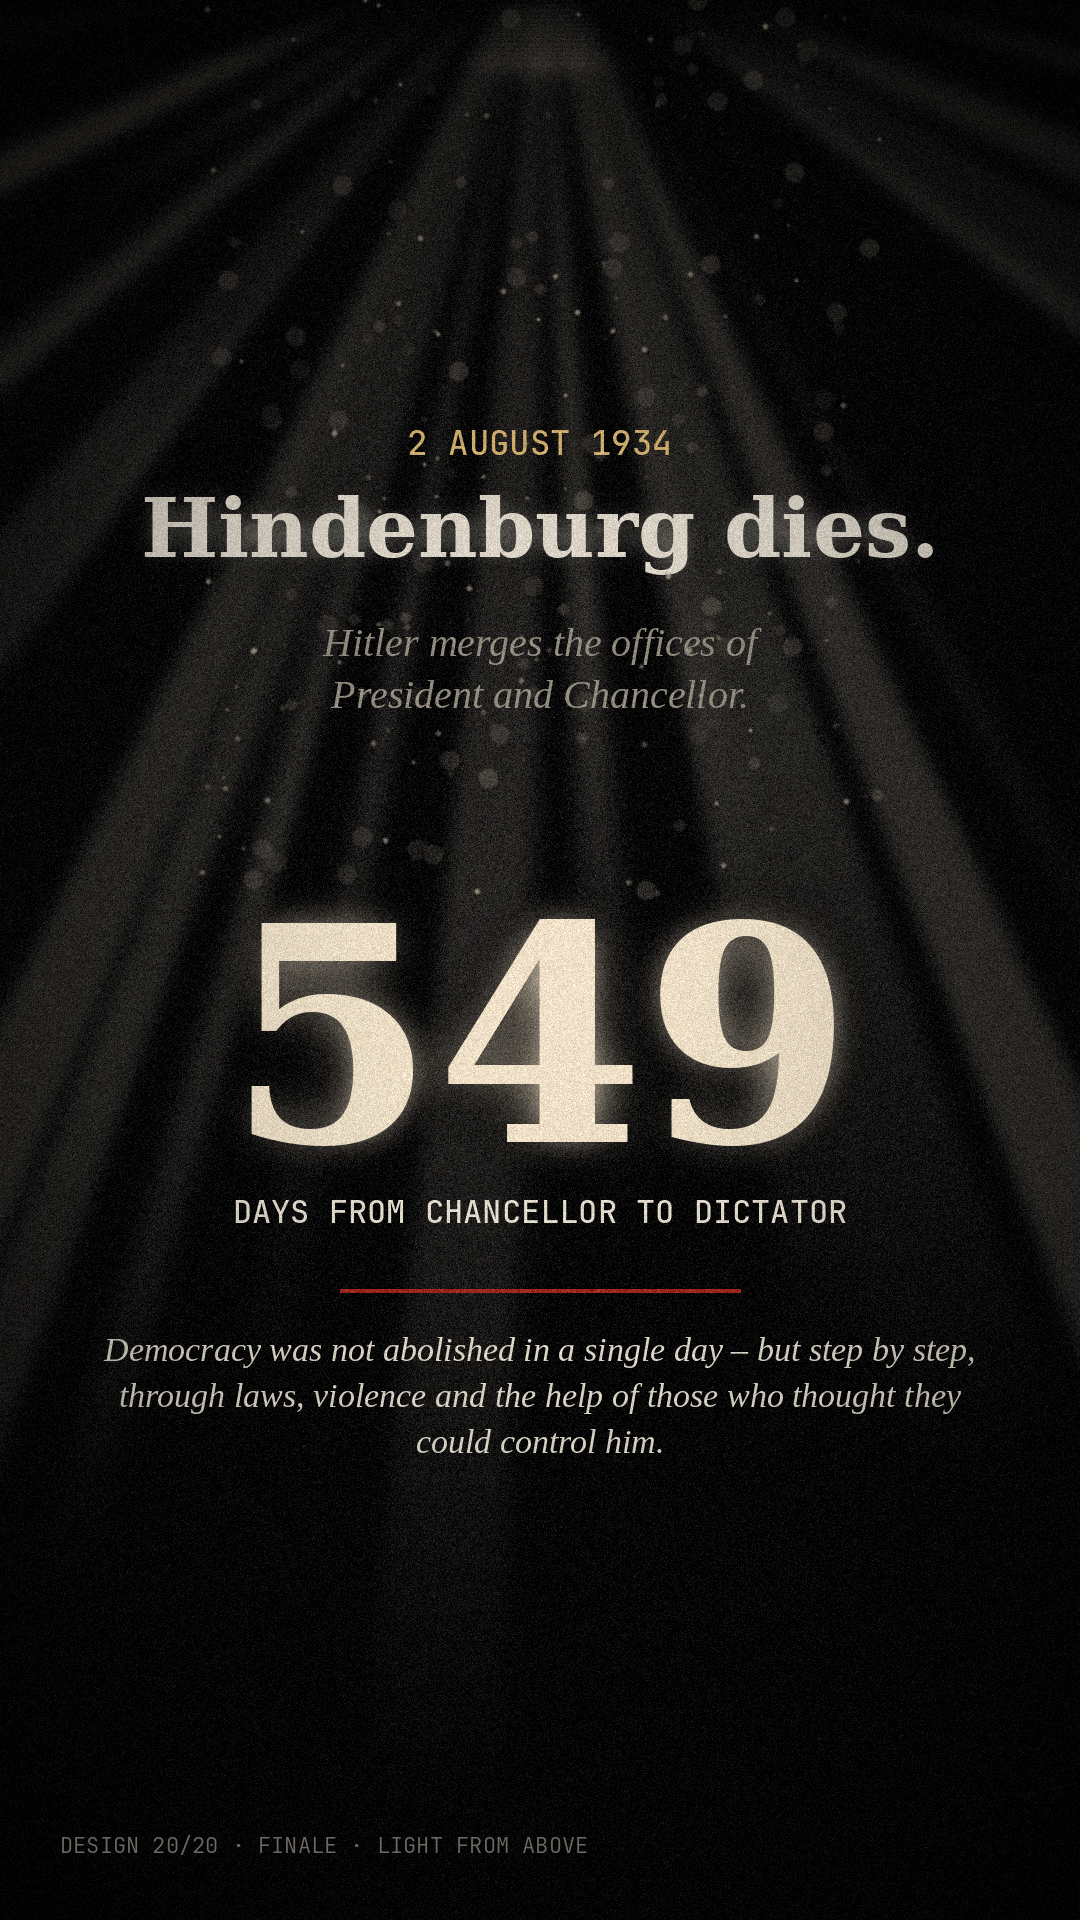 2 AUGUST 1934
Hindenburg dies.
Hitler merges the offices of
President and Chancellor.
549
DAYS FROM CHANCELLOR TO DICTATOR
Democracy was not abolished in a single day – but step by step,
through laws, violence and the help of those who thought they
could control him.
DESIGN 20/20 · FINALE · LIGHT FROM ABOVE